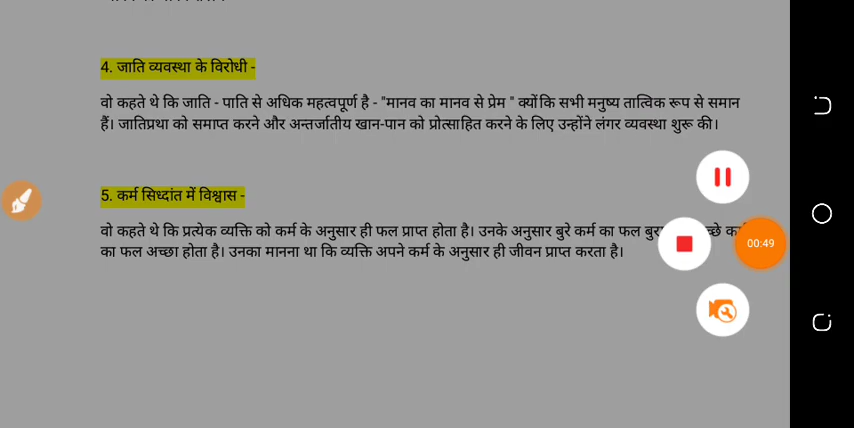 4. जाति व्यवस्था के विरोधी -
वो कहते थे कि जाति - पाति से अधिक महत्वपूर्ण है - "मानव का मानव से प्रेम " क्योंकि सभी मनुष्य तात्विक रूप से समान
हैं। जातिप्रथा को समाप्त करने और अन्तर्जातीय खान-पान को प्रोत्साहित करने के लिए उन्होंने लंगर व्यवस्था शुरू की।
5. कर्म सिध्दांत में विश्वास -
वो कहते थे कि प्रत्येक व्यक्ति को कर्म के अनुसार ही फल प्राप्त होता है। उनके अनुसार बुरे कर्म का फल
का फल अच्छा होता है। उनका मानना था कि व्यक्ति अपने कर्म के अनुसार ही जीवन प्राप्त करता है।
00:49